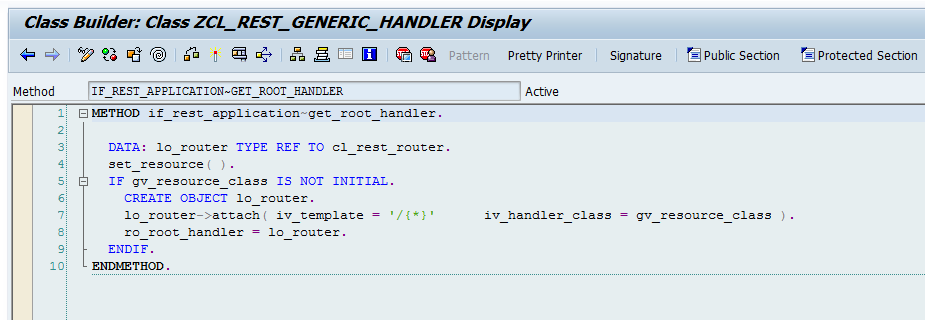 Class Builder: Class ZCL_REST_GENERIC_HANDLER Display
Pattern Pretty Printer Signature Public Section Protected Section
Method IF_REST_APPLICATION~GET_ROOT_HANDLER Active
1 METHOD if_rest_application~get_root_handler.
2
3 DATA: lo_router TYPE REF TO cl_rest_router.
4 set_resource( ).
5 IF gv_resource_class IS NOT INITIAL.
6 CREATE OBJECT lo_router.
7 lo_router->attach( iv_template = '/{*}' iv_handler_class = gv_resource_class ).
8 ro_root_handler = lo_router.
9 ENDIF.
10 ENDMETHOD.